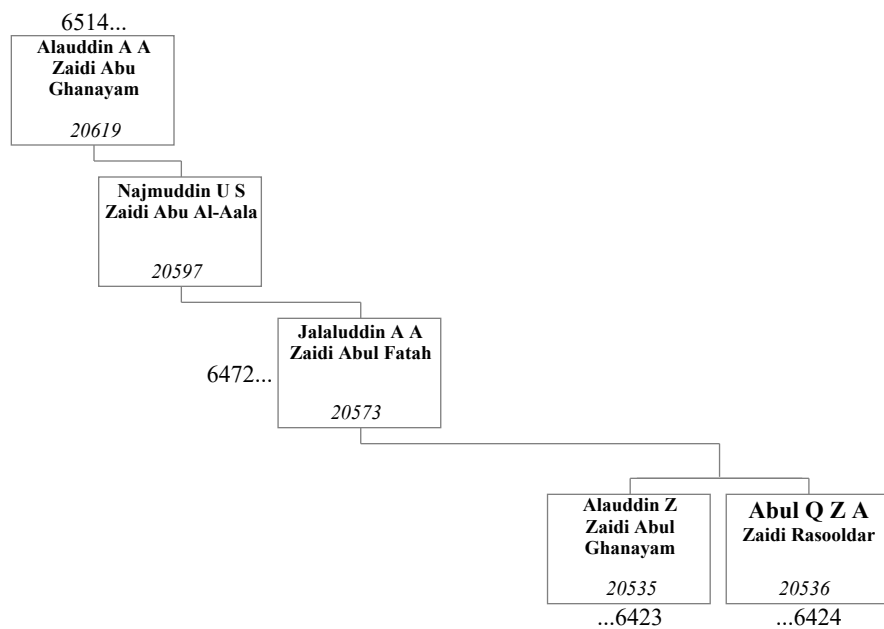 6514...
Alauddin A A
Zaidi Abu
Ghanayam
20619
Najmuddin U S
Zaidi Abu Al-Aala
20597
Jalaluddin A A
Zaidi Abul Fatah
6472...
20573
Alauddin Z
Zaidi Abul
Ghanayam
20535
...6423
Abul Q Z A
Zaidi Rasooldar
20536
...6424